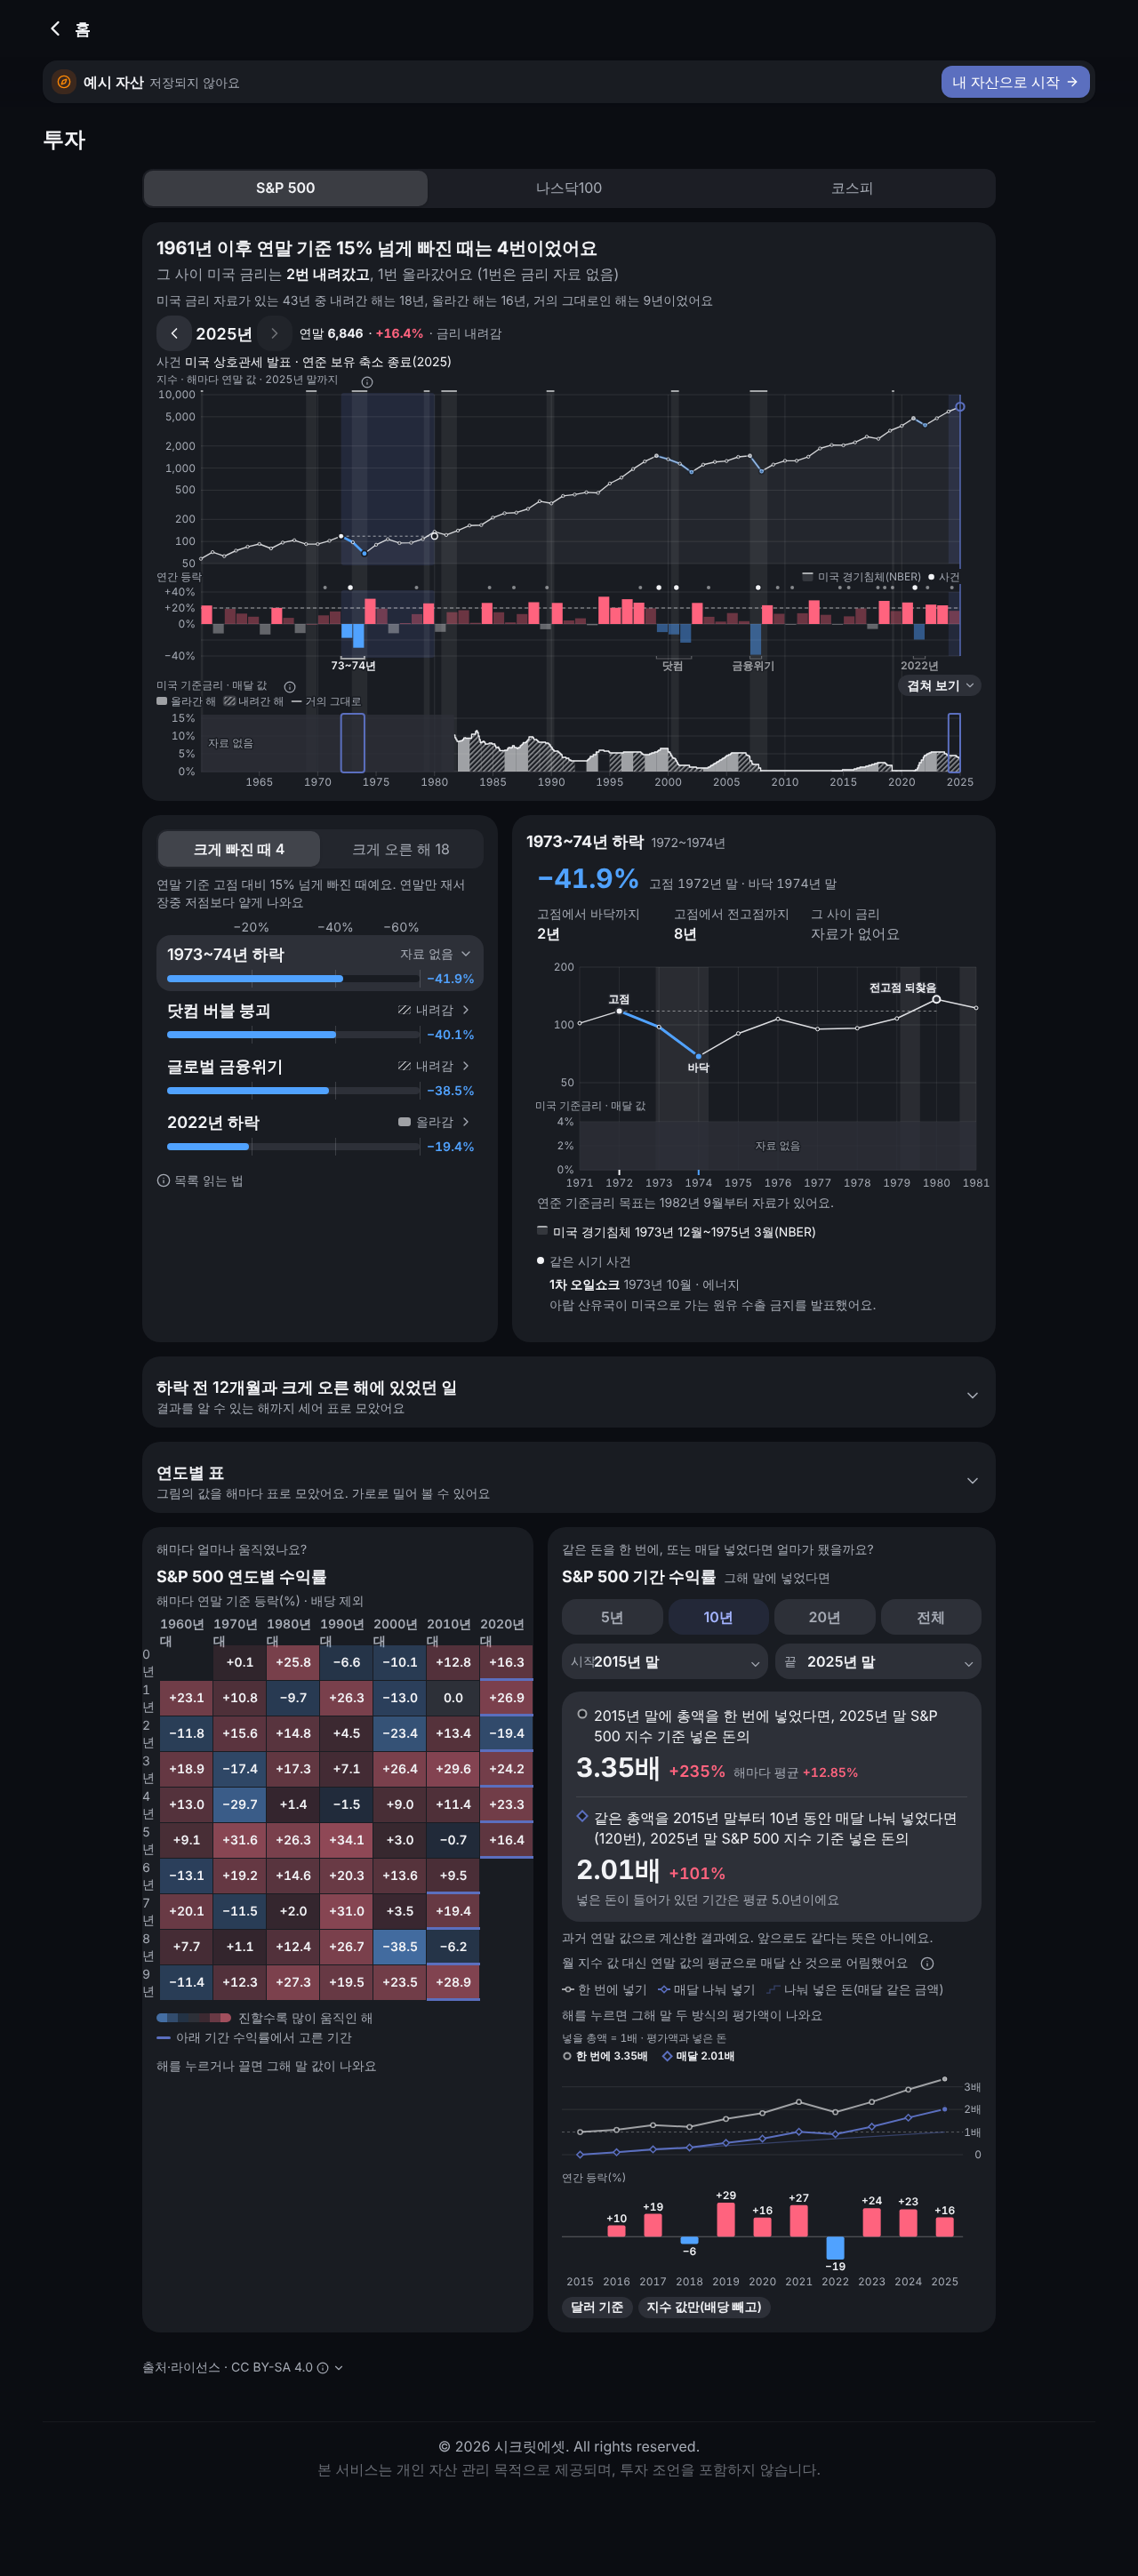 홈
예시 자산 저장되지 않아요
내 자산으로 시작 →
투자
S&P 500
나스닥100
코스피
1961년 이후 연말 기준 15% 넘게 빠진 때는 4번이었어요
그 사이 미국 금리는 2번 내려갔고, 1번 올라갔어요 (1번은 금리 자료 없음)
미국 금리 자료가 있는 43년 중 내려간 해는 18년, 올라간 해는 16년, 거의 그대로인 해는 9년이었어요
2025년 연말 6,846 · +16.4% · 금리 내려감
사건 미국 상호관세 발표 · 연준 보유 축소 종료(2025)
지수 · 해마다 연말 값 · 2025년 말까지
10,000
5,000
2,000
1,000
500
200
100
50
연간 등락
미국 경기침체(NBER) 사건
+40%
+20%
0%
−40%
73~74년 닷컴 금융위기 2022년
미국 기준금리 · 매달 값
겹쳐 보기
올라간 해 내려간 해 거의 그대로
15%
10%
5%
0%
자료 없음
1965 1970 1975 1980 1985 1990 1995 2000 2005 2010 2015 2020 2025
크게 빠진 때 4
크게 오른 해 18
연말 기준 고점 대비 15% 넘게 빠진 때예요. 연말만 재서
장중 저점보다 얕게 나와요
−20% −40% −60%
1973~74년 하락 자료 없음
−41.9%
닷컴 버블 붕괴 내려감
−40.1%
글로벌 금융위기 내려감
−38.5%
2022년 하락 올라감
−19.4%
목록 읽는 법
1973~74년 하락 1972~1974년
−41.9% 고점 1972년 말 · 바닥 1974년 말
고점에서 바닥까지 고점에서 전고점까지 그 사이 금리
2년 8년 자료가 없어요
200
100
50
고점
바닥
전고점 되찾음
미국 기준금리 · 매달 값
4%
2%
0%
자료 없음
1971 1972 1973 1974 1975 1976 1977 1978 1979 1980 1981
연준 기준금리 목표는 1982년 9월부터 자료가 있어요.
미국 경기침체 1973년 12월~1975년 3월(NBER)
같은 시기 사건
1차 오일쇼크 1973년 10월 · 에너지
아랍 산유국이 미국으로 가는 원유 수출 금지를 발표했어요.
하락 전 12개월과 크게 오른 해에 있었던 일
결과를 알 수 있는 해까지 세어 표로 모았어요
연도별 표
그림의 값을 해마다 표로 모았어요. 가로로 밀어 볼 수 있어요
해마다 얼마나 움직였나요?
S&P 500 연도별 수익률
해마다 연말 기준 등락(%) · 배당 제외
1960년대 1970년대 1980년대 1990년대 2000년대 2010년대 2020년대
0년 +0.1 +25.8 −6.6 −10.1 +12.8 +16.3
1년 +23.1 +10.8 −9.7 +26.3 −13.0 0.0 +26.9
2년 −11.8 +15.6 +14.8 +4.5 −23.4 +13.4 −19.4
3년 +18.9 −17.4 +17.3 +7.1 +26.4 +29.6 +24.2
4년 +13.0 −29.7 +1.4 −1.5 +9.0 +11.4 +23.3
5년 +9.1 +31.6 +26.3 +34.1 +3.0 −0.7 +16.4
6년 −13.1 +19.2 +14.6 +20.3 +13.6 +9.5
7년 +20.1 −11.5 +2.0 +31.0 +3.5 +19.4
8년 +7.7 +1.1 +12.4 +26.7 −38.5 −6.2
9년 −11.4 +12.3 +27.3 +19.5 +23.5 +28.9
진할수록 많이 움직인 해
아래 기간 수익률에서 고른 기간
해를 누르거나 끌면 그해 말 값이 나와요
같은 돈을 한 번에, 또는 매달 넣었다면 얼마가 됐을까요?
S&P 500 기간 수익률 그해 말에 넣었다면
5년
10년
20년
전체
시작 2015년 말
끝 2025년 말
2015년 말에 총액을 한 번에 넣었다면, 2025년 말 S&P
500 지수 기준 넣은 돈의
3.35배 +235% 해마다 평균 +12.85%
같은 총액을 2015년 말부터 10년 동안 매달 나눠 넣었다면
(120번), 2025년 말 S&P 500 지수 기준 넣은 돈의
2.01배 +101%
넣은 돈이 들어가 있던 기간은 평균 5.0년이에요
과거 연말 값으로 계산한 결과예요. 앞으로도 같다는 뜻은 아니에요.
월 지수 값 대신 연말 값의 평균으로 매달 산 것으로 어림했어요
한 번에 넣기 매달 나눠 넣기 나눠 넣은 돈(매달 같은 금액)
해를 누르면 그해 말 두 방식의 평가액이 나와요
넣을 총액 = 1배 · 평가액과 넣은 돈
한 번에 3.35배 매달 2.01배
3배
2배
1배
0
연간 등락(%)
+10 +19 −6 +29 +16 +27 −19 +24 +23 +16
2015 2016 2017 2018 2019 2020 2021 2022 2023 2024 2025
달러 기준
지수 값만(배당 빼고)
출처·라이선스 · CC BY-SA 4.0
© 2026 시크릿에셋. All rights reserved.
본 서비스는 개인 자산 관리 목적으로 제공되며, 투자 조언을 포함하지 않습니다.